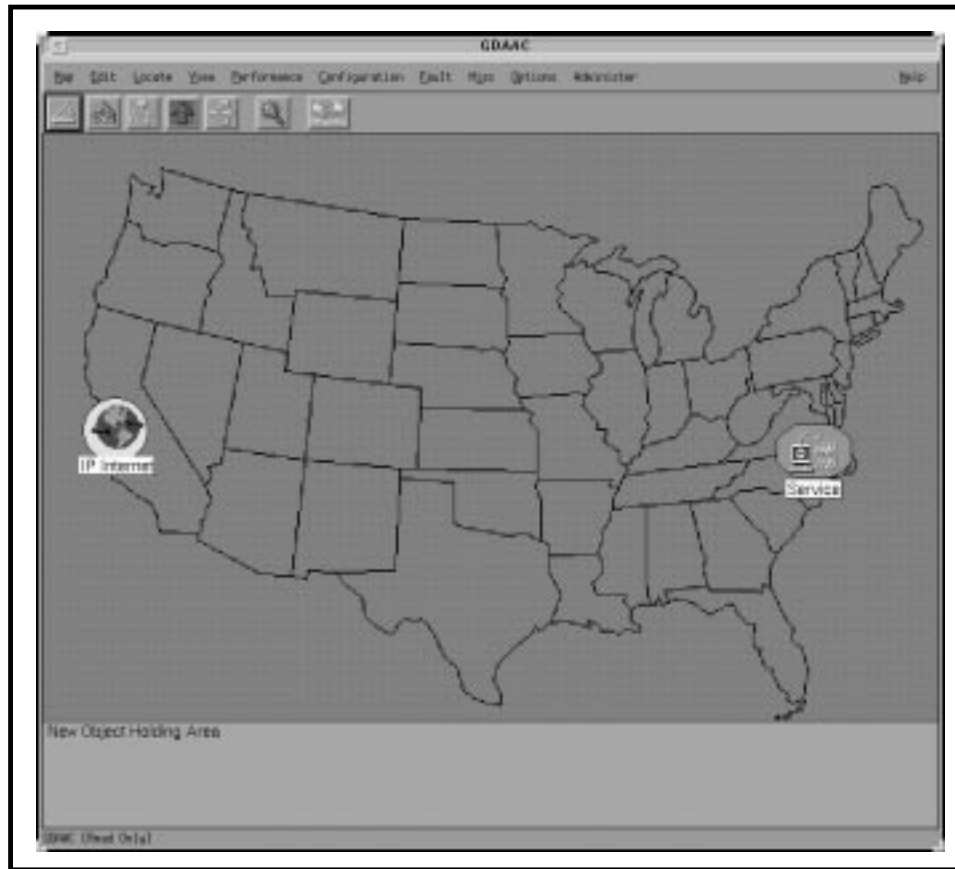 GDAAC
Map Edit Locate View Performance Configuration Fault Misc Options Administer Help
IP Internet
Service
New Object Holding Area
GDAAC [Read Only]